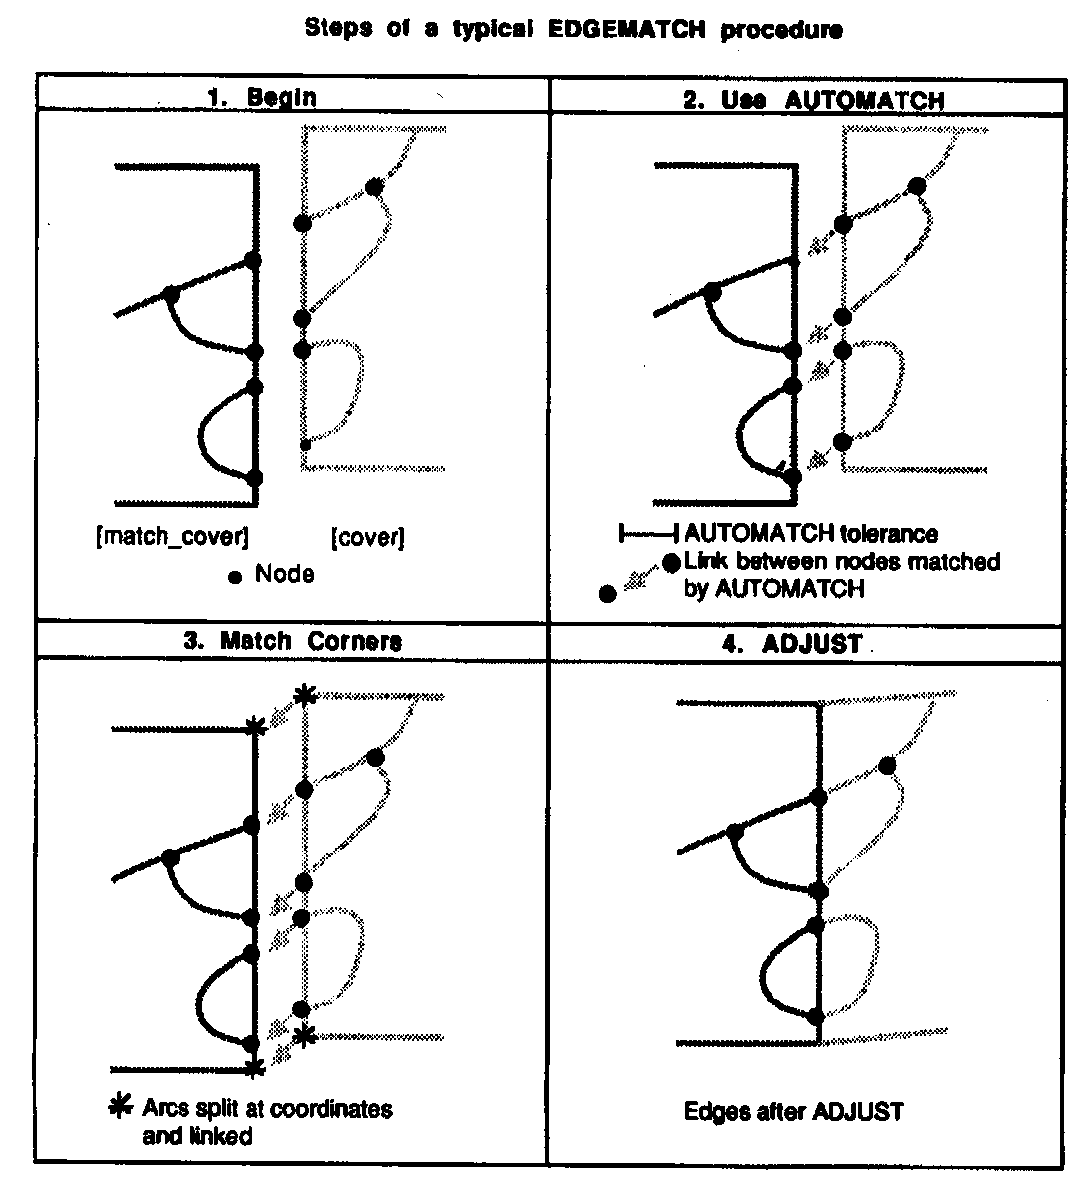 Steps of a typical EDGEMATCH procedure
1. Begin
2. Use AUTOMATCH
[match_cover]
[cover]
Node
AUTOMATCH tolerance
Link between nodes matched
by AUTOMATCH
3. Match Corners
4. ADJUST
Arcs split at coordinates
and linked
Edges after ADJUST